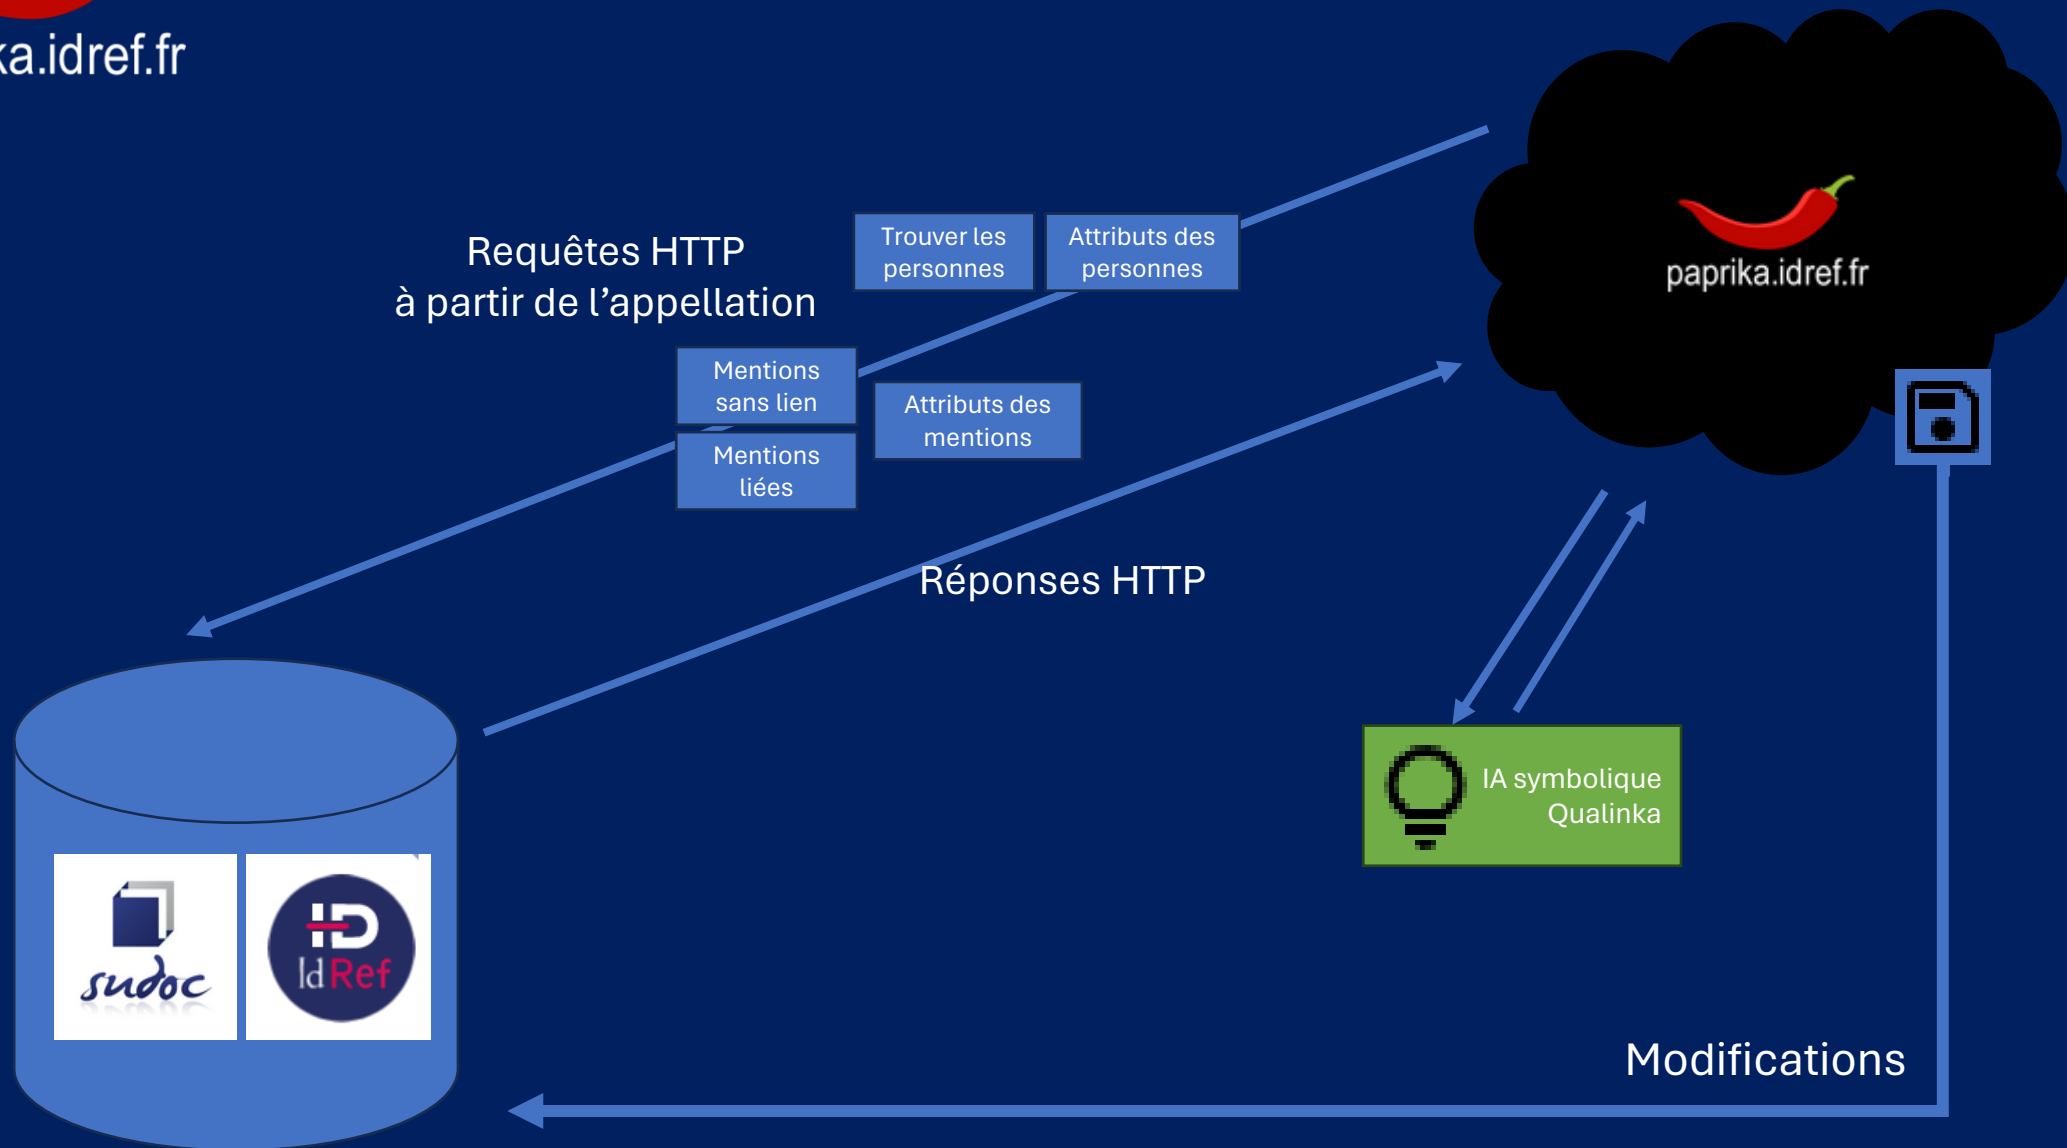 ka.idref.fr
Requêtes HTTP
à partir de l’appellation
Trouver les
personnes
Attributs des
personnes
paprika.idref.fr
Mentions
sans lien
Attributs des
mentions
Mentions
liées
Réponses HTTP
IA symbolique
Qualinka
sudoc
ID
IdRef
Modifications